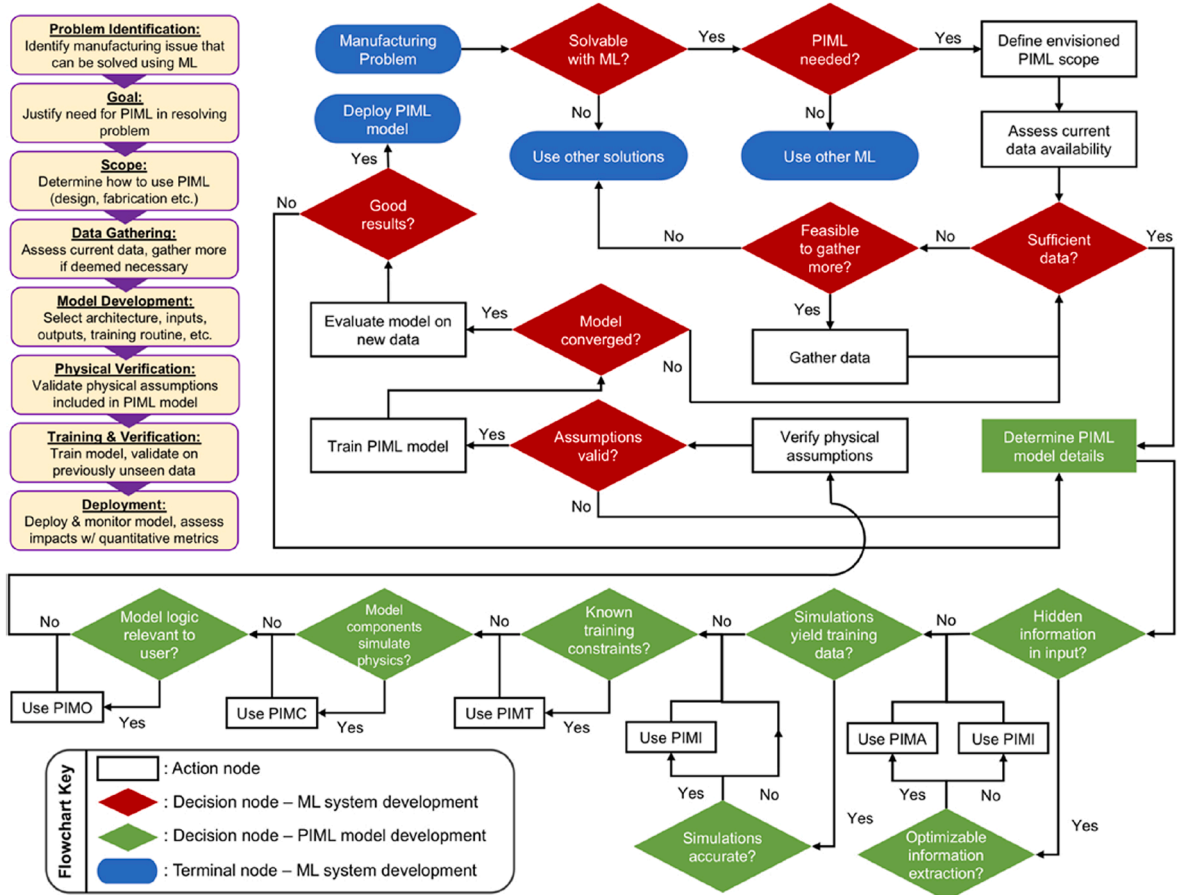 Problem Identification:
Identify manufacturing issue that
can be solved using ML
Goal:
Justify need for PIML in resolving
problem
Scope:
Determine how to use PIML
(design, fabrication etc.)
Data Gathering:
Assess current data, gather more
if deemed necessary
Model Development:
Select architecture, inputs,
outputs, training routine, etc.
Physical Verification:
Validate physical assumptions
included in PIML model
Training & Verification:
Train model, validate on
previously unseen data
Deployment:
Deploy & monitor model, assess
impacts w/ quantitative metrics
Manufacturing
Problem
Solvable
with ML?
Yes
PIML
needed?
Yes
Define envisioned
PIML scope
No
No
Deploy PIML
model
Use other solutions
Use other ML
Assess current
data availability
Yes
No
Good
results?
No
Feasible
to gather
more?
No
Sufficient
data?
Yes
Yes
Evaluate model on
new data
Yes
Model
converged?
No
Gather data
Train PIML model
Yes
Assumptions
valid?
Verify physical
assumptions
Determine PIML
model details
No
No
Model logic
relevant to
user?
No
Model
components
simulate
physics?
No
Known
training
constraints?
No
Simulations
yield training
data?
No
Hidden
information
in input?
Use PIMO
Yes
Use PIMC
Yes
Use PIMT
Yes
Use PIMI
Use PIMA
Use PIMI
Yes
No
Yes
No
Simulations
accurate?
Yes
Optimizable
information
extraction?
Yes
Flowchart Key
: Action node
: Decision node – ML system development
: Decision node – PIML model development
: Terminal node – ML system development